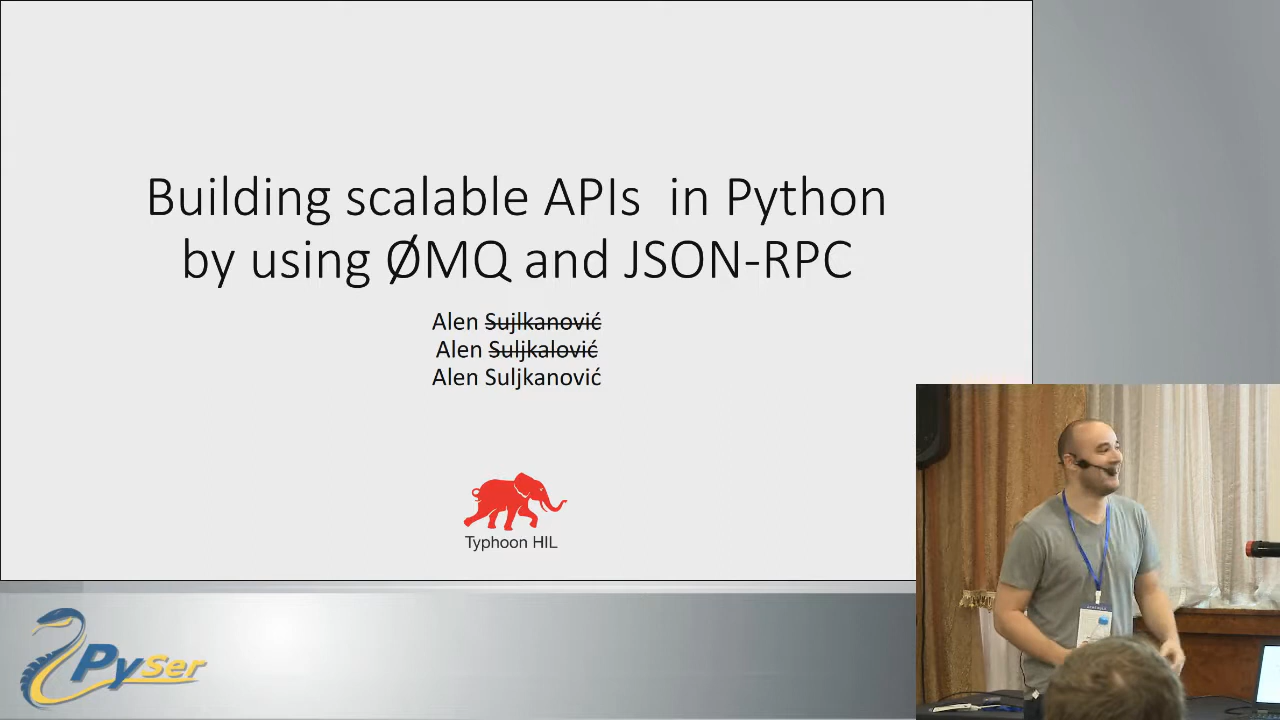 Building scalable APIs in Python
by using ØMQ and JSON-RPC
Alen Sujlkanović
Alen Suljkalović
Alen Suljkanović
Typhoon HIL
PySer